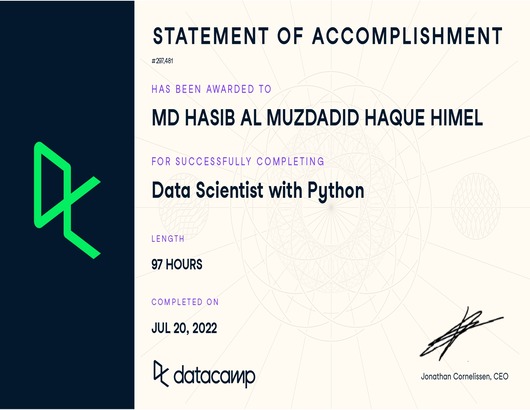 STATEMENT OF ACCOMPLISHMENT
#297,481
HAS BEEN AWARDED TO
MD HASIB AL MUZDADID HAQUE HIMEL
FOR SUCCESSFULLY COMPLETING
Data Scientist with Python
LENGTH
97 HOURS
COMPLETED ON
JUL 20, 2022
datacamp
Jonathan Cornelissen, CEO